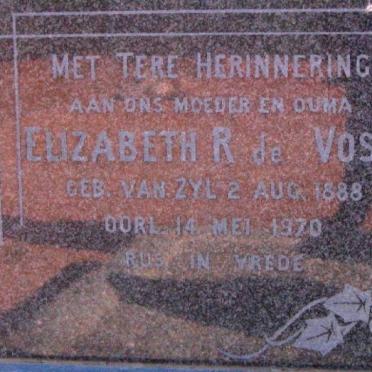 MET TERE HERINNERING
AAN ONS MOEDER EN OUMA
ELIZABETH R. de VOS
GEB. VAN ZYL 2 AUG. 1888
OORL. 14 MEI 1970
RUS IN VREDE